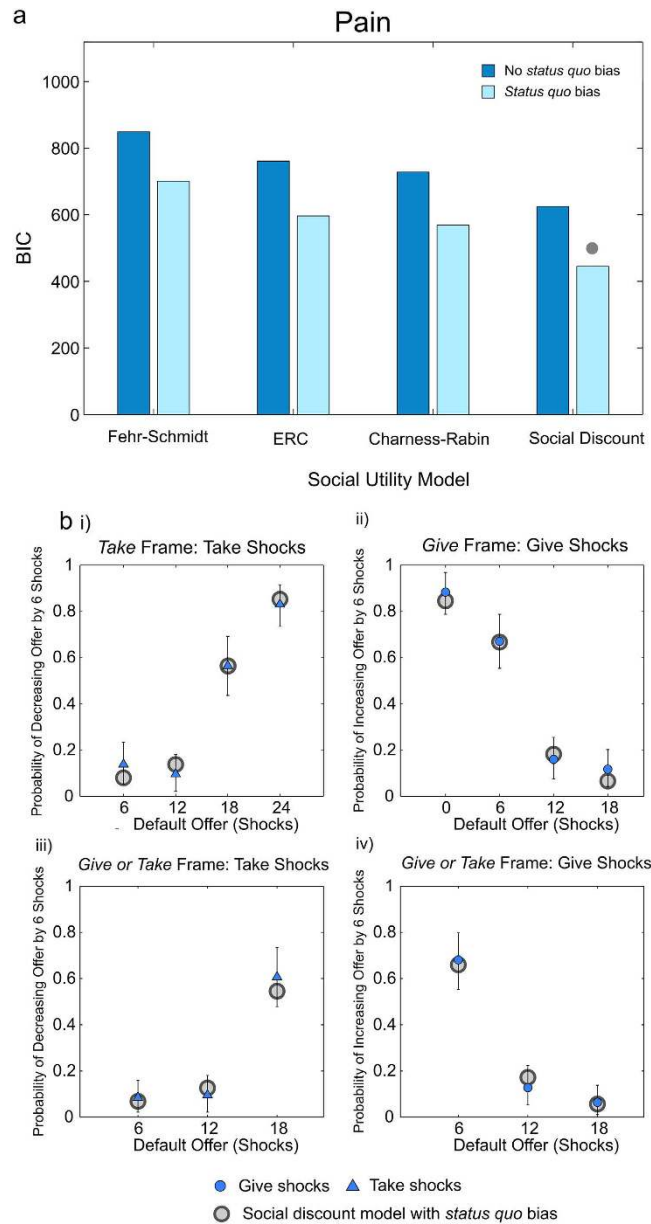 a
Pain
No status quo bias
Status quo bias
1000
800
600
400
200
0
BIC
Fehr-Schmidt ERC Charness-Rabin Social Discount
Social Utility Model
b i)
Take Frame: Take Shocks
Probability of Decreasing Offer by 6 Shocks
1
0.8
0.6
0.4
0.2
0
6 12 18 24
Default Offer (Shocks)
ii)
Give Frame: Give Shocks
Probability of Increasing Offer by 6 Shocks
1
0.8
0.6
0.4
0.2
0
0 6 12 18
Default Offer (Shocks)
iii)
Give or Take Frame: Take Shocks
Probability of Decreasing Offer by 6 Shocks
1
0.8
0.6
0.4
0.2
0
6 12 18
Default Offer (Shocks)
iv)
Give or Take Frame: Give Shocks
Probability of Increasing Offer by 6 Shocks
1
0.8
0.6
0.4
0.2
0
6 12 18
Default Offer (Shocks)
Give shocks Take shocks
Social discount model with status quo bias